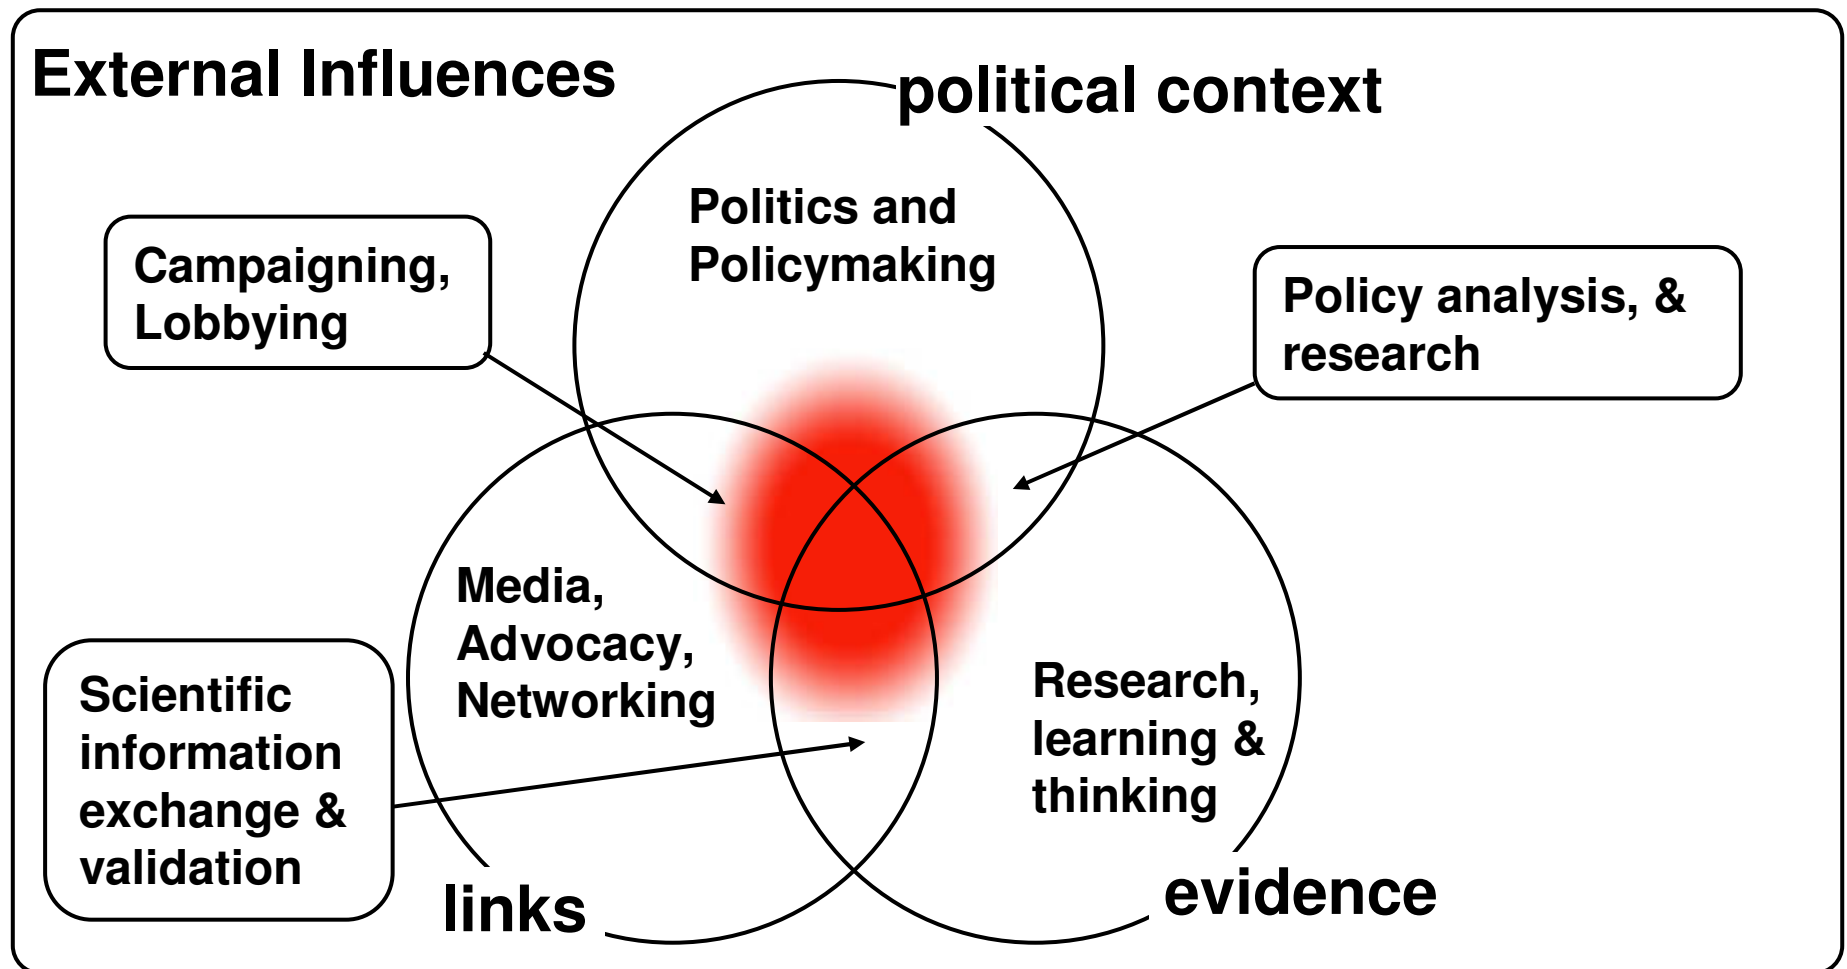 External Influences
political context
Politics and
Policymaking
Campaigning,
Lobbying
Policy analysis, &
research
Media,
Advocacy,
Networking
Scientific
information
exchange &
validation
Research,
learning &
thinking
links
evidence